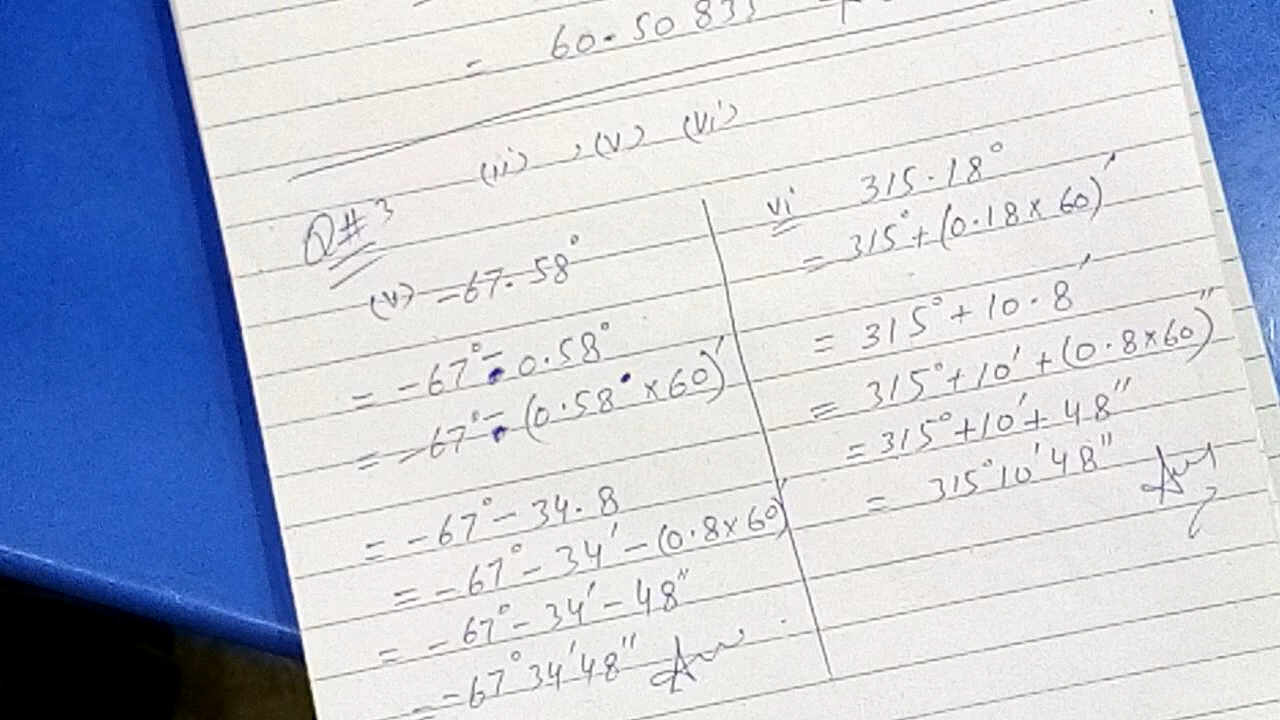 = 60.50833
(ii) , (v) (vi)
Q#3
(v) -67.58°
= -67° - 0.58°
= -67° - (0.58 × 60)'
= -67° - 34.8
= -67° - 34' - (0.8×60)'
= -67° - 34' - 48"
= -67° 34' 48" Ans
vi 315.18°
= 315° + (0.18 × 60)'
= 315° + 10.8'
= 315° + 10' + (0.8×60)"
= 315° + 10' + 48"
= 315° 10' 48" Ans